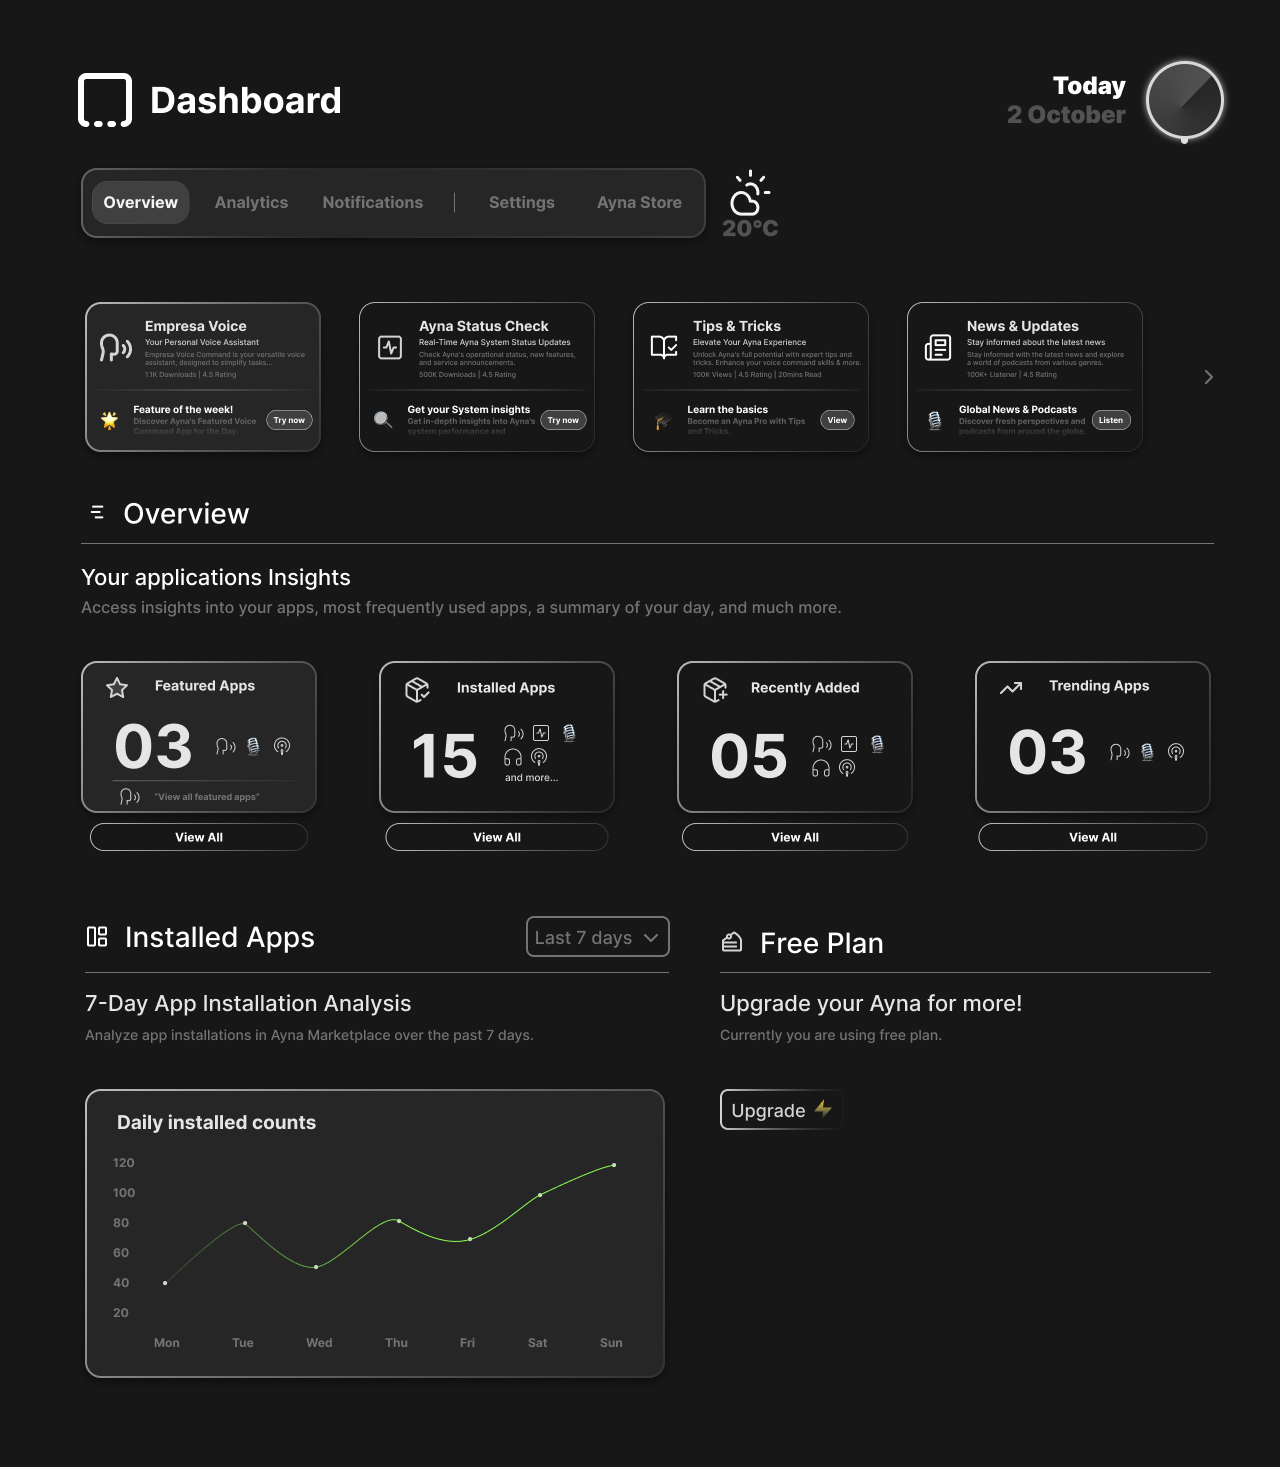 Dashboard
Today
2 October
Overview Analytics Notifications Settings Ayna Store
20°C
Empresa Voice
Your Personal Voice Assistant
Empresa Voice Command is your versatile voice
assistant, designed to simplify tasks...
1.1K Downloads | 4.5 Rating
Feature of the week!
Discover Ayna's Featured Voice
Command App for the Day.
Try now
Ayna Status Check
Real-Time Ayna System Status Updates
Check Ayna's operational status, new features,
and service announcements.
500K Downloads | 4.5 Rating
Get your System insights
Get in-depth insights into Ayna's
system performance and
Try now
Tips & Tricks
Elevate Your Ayna Experience
Unlock Ayna's full potential with expert tips and
tricks. Enhance your voice command skills & more.
100K Views | 4.5 Rating | 20mins Read
Learn the basics
Become an Ayna Pro with Tips
and Tricks.
View
News & Updates
Stay informed about the latest news
Stay informed with the latest news and explore
a world of podcasts from various genres.
100K+ Listener | 4.5 Rating
Global News & Podcasts
Discover fresh perspectives and
podcasts from around the globe.
Listen
Overview
Your applications Insights
Access insights into your apps, most frequently used apps, a summary of your day, and much more.
Featured Apps
03
"View all featured apps"
View All
Installed Apps
15
and more...
View All
Recently Added
05
View All
Trending Apps
03
View All
Installed Apps
Last 7 days
7-Day App Installation Analysis
Analyze app installations in Ayna Marketplace over the past 7 days.
Free Plan
Upgrade your Ayna for more!
Currently you are using free plan.
Upgrade
Daily installed counts
120
100
80
60
40
20
Mon Tue Wed Thu Fri Sat Sun